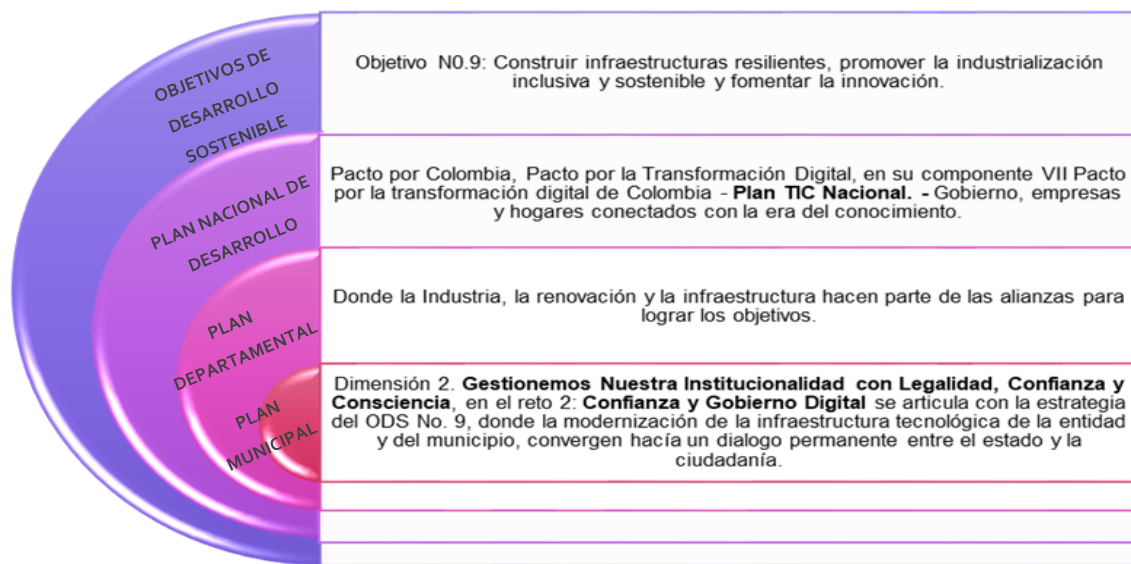 OBJETIVOS DE
DESARROLLO
SOSTENIBLE
Objetivo N0.9: Construir infraestructuras resilientes, promover la industrialización
inclusiva y sostenible y fomentar la innovación.
PLAN NACIONAL DE
DESARROLLO
Pacto por Colombia, Pacto por la Transformación Digital, en su componente VII Pacto
por la transformación digital de Colombia - Plan TIC Nacional. - Gobierno, empresas
y hogares conectados con la era del conocimiento.
PLAN
DEPARTAMENTAL
Donde la Industria, la renovación y la infraestructura hacen parte de las alianzas para
lograr los objetivos.
PLAN
MUNICIPAL
Dimensión 2. Gestionemos Nuestra Institucionalidad con Legalidad, Confianza y
Consciencia, en el reto 2: Confianza y Gobierno Digital se articula con la estrategia
del ODS No. 9, donde la modernización de la infraestructura tecnológica de la entidad
y del municipio, convergen hacía un dialogo permanente entre el estado y la
ciudadanía.